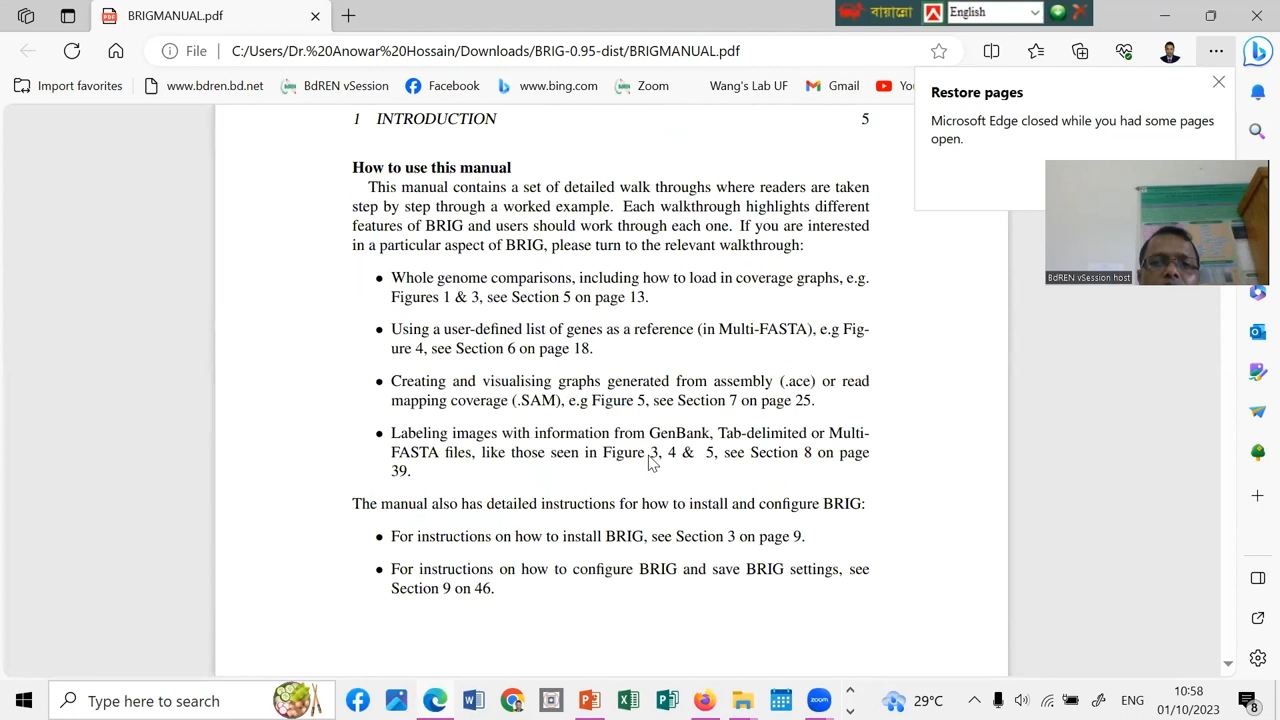 BRIGMANUAL.pdf
বায়ান্নো
English
File
C:/Users/Dr.%20Anowar%20Hossain/Downloads/BRIG-0.95-dist/BRIGMANUAL.pdf
Import favorites
www.bdren.bd.net
BdREN vSession
Facebook
www.bing.com
Zoom
Wang's Lab UF
Gmail
Restore pages
Microsoft Edge closed while you had some pages
open.
BdREN vSession host
1 INTRODUCTION 5
How to use this manual
This manual contains a set of detailed walk throughs where readers are taken
step by step through a worked example. Each walkthrough highlights different
features of BRIG and users should work through each one. If you are interested
in a particular aspect of BRIG, please turn to the relevant walkthrough:
• Whole genome comparisons, including how to load in coverage graphs, e.g.
Figures 1 & 3, see Section 5 on page 13.
• Using a user-defined list of genes as a reference (in Multi-FASTA), e.g Fig-
ure 4, see Section 6 on page 18.
• Creating and visualising graphs generated from assembly (.ace) or read
mapping coverage (.SAM), e.g Figure 5, see Section 7 on page 25.
• Labeling images with information from GenBank, Tab-delimited or Multi-
FASTA files, like those seen in Figure 3, 4 & 5, see Section 8 on page
39.
The manual also has detailed instructions for how to install and configure BRIG:
• For instructions on how to install BRIG, see Section 3 on page 9.
• For instructions on how to configure BRIG and save BRIG settings, see
Section 9 on 46.
Type here to search
29°C
ENG
10:58
01/10/2023
8